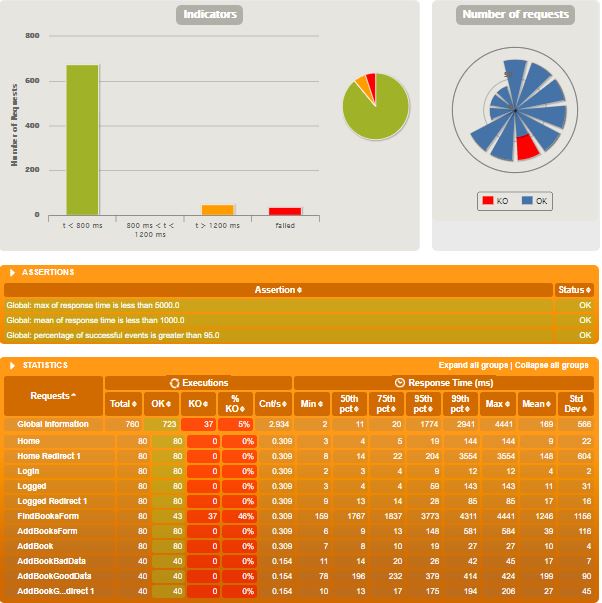 Indicators
Number of requests
800
600
400
200
0
Number of Requests
t < 800 ms
800 ms < t <
1200 ms
t > 1200 ms
failed
KO OK
ASSERTIONS
Assertion Status
Global: max of response time is less than 5000.0 OK
Global: mean of response time is less than 1000.0 OK
Global: percentage of successful events is greater than 95.0 OK
STATISTICS Expand all groups | Collapse all groups
Requests Executions Response Time (ms)
Total OK KO % KO Cnt/s Min 50th pct 75th pct 95th pct 99th pct Max Mean Std Dev
Global Information 760 723 37 5% 2.934 2 11 20 1774 2941 4441 169 566
Home 80 80 0 0% 0.309 3 4 5 19 144 144 9 22
Home Redirect 1 80 80 0 0% 0.309 8 14 22 204 3554 3554 148 604
Login 80 80 0 0% 0.309 2 3 4 9 12 12 4 2
Logged 80 80 0 0% 0.309 3 4 4 59 143 143 11 31
Logged Redirect 1 80 80 0 0% 0.309 9 13 14 28 85 85 17 16
FindBooksForm 80 43 37 46% 0.309 159 1767 1837 3773 4311 4441 1246 1156
AddBooksForm 80 80 0 0% 0.309 6 9 13 148 581 584 39 116
AddBook 80 80 0 0% 0.309 7 8 10 19 27 27 10 4
AddBookBadData 40 40 0 0% 0.154 11 14 20 26 42 45 17 7
AddBookGoodData 40 40 0 0% 0.154 78 196 232 379 414 424 199 90
AddBookG...direct 1 40 40 0 0% 0.154 10 13 17 175 194 206 27 45